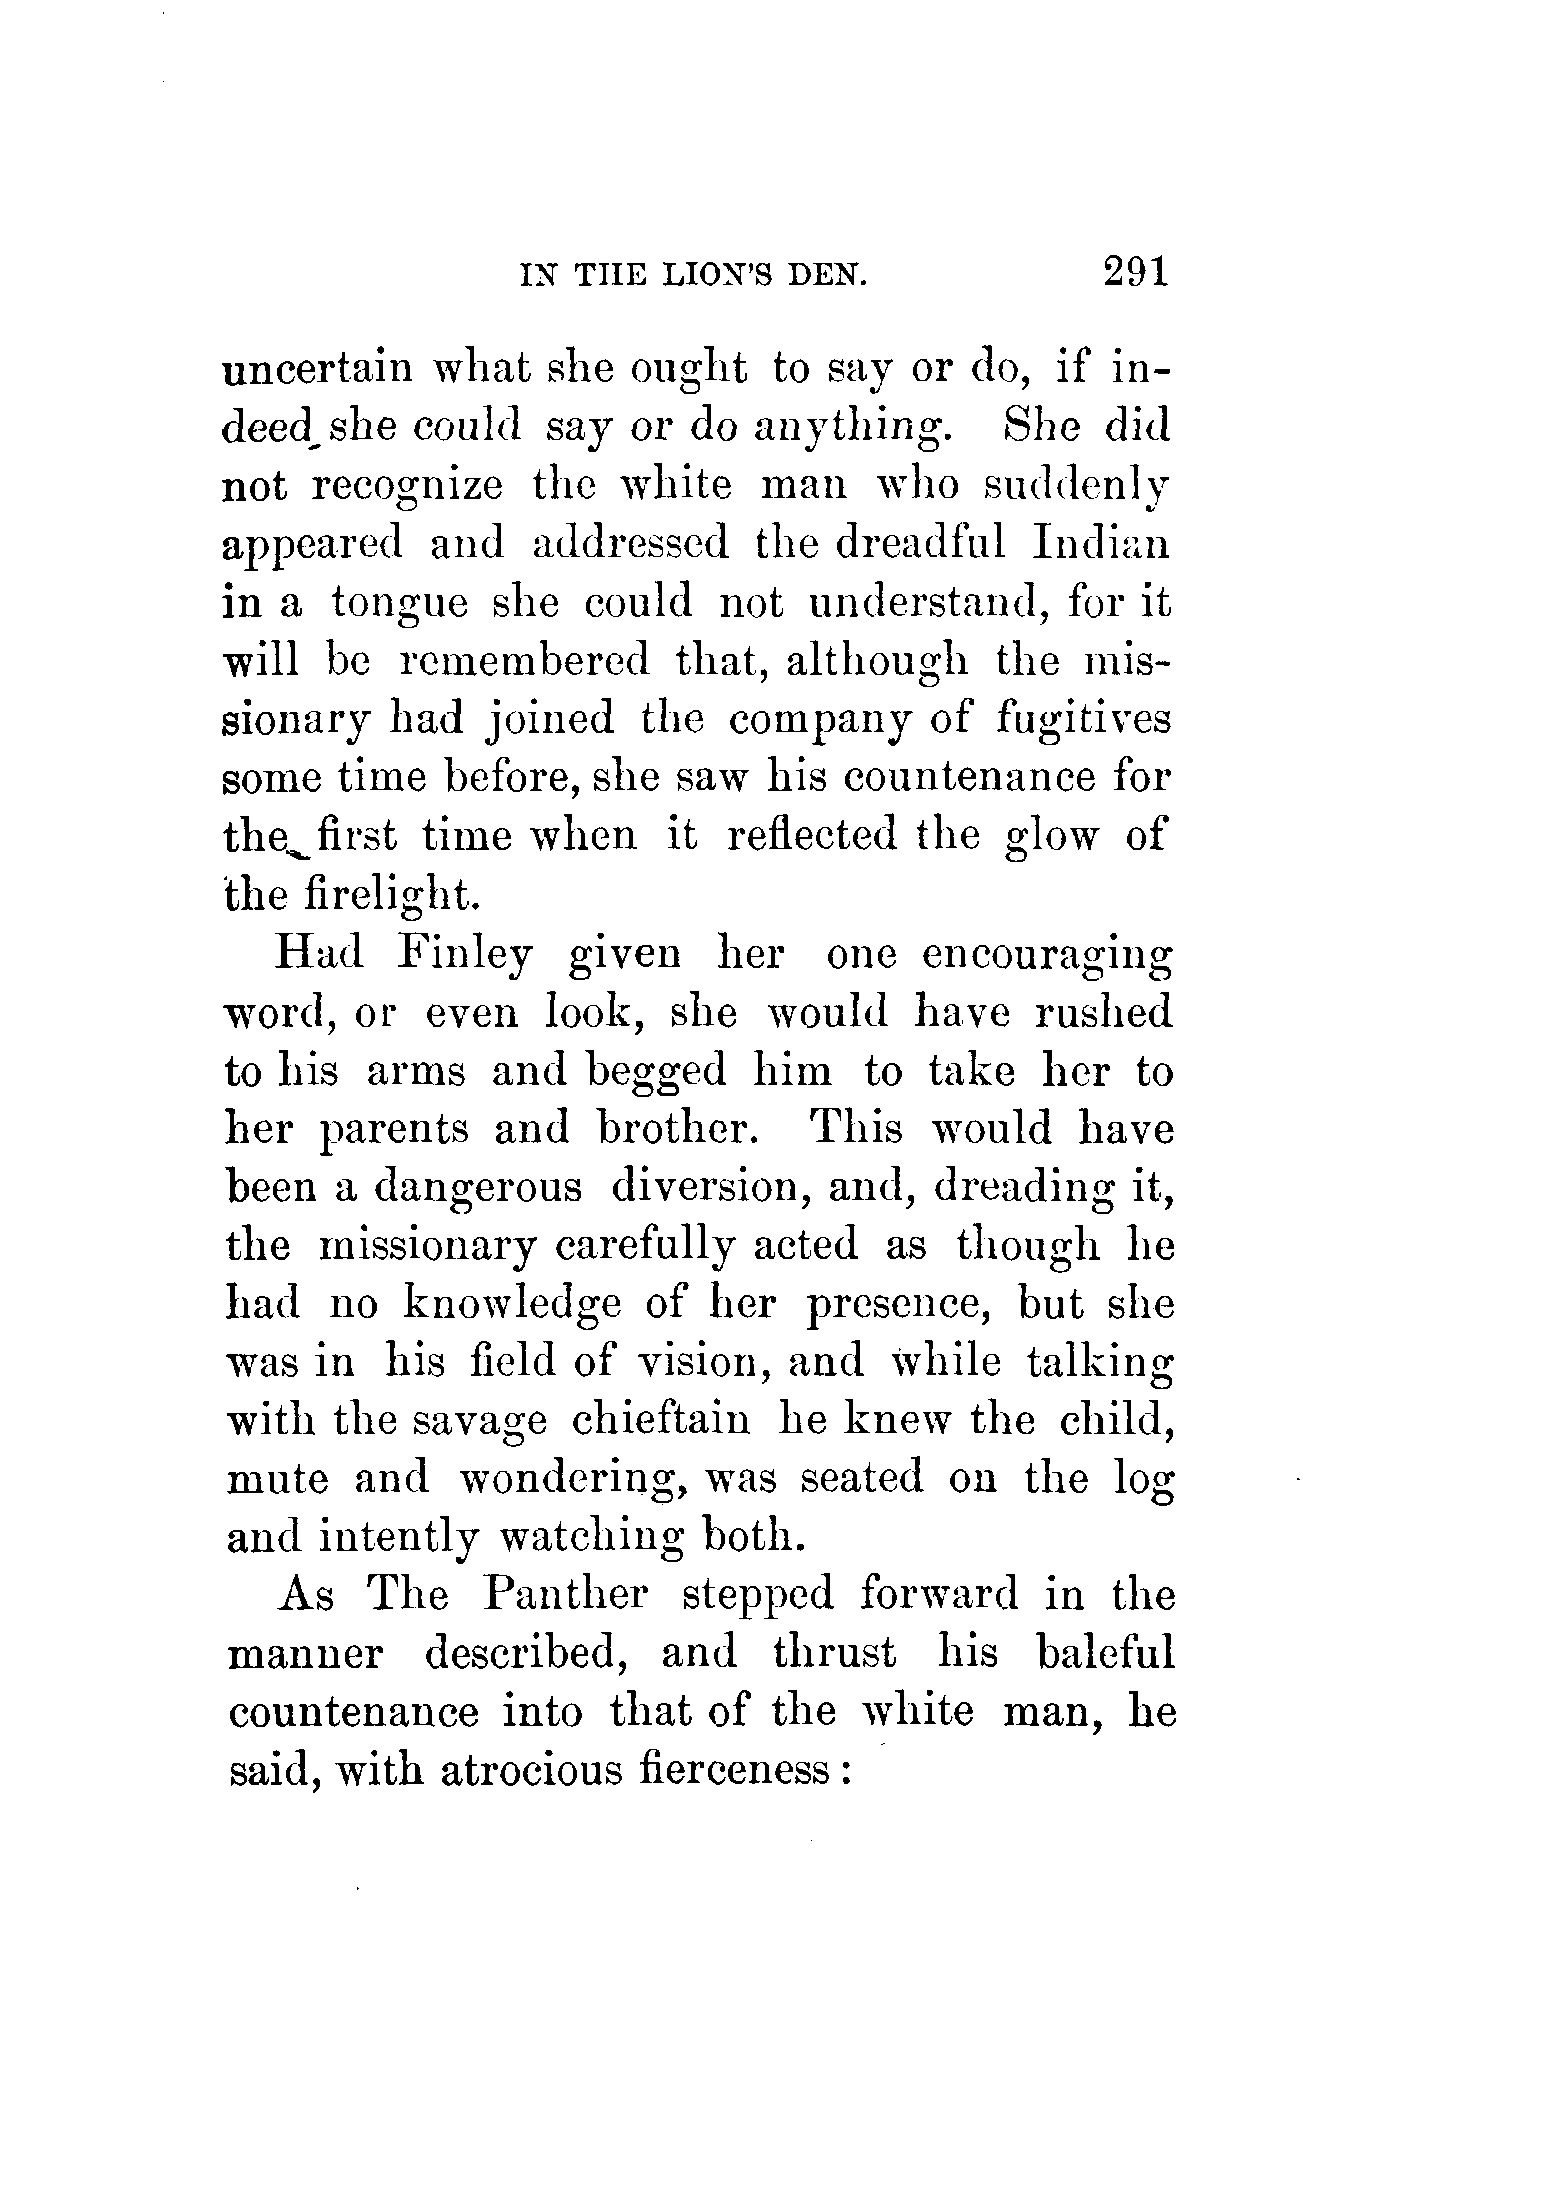 IN THE LION'S DEN. 291
uncertain what she ought to say or do, if in-
deed she could say or do anything. She did
not recognize the white man who suddenly
appeared and addressed the dreadful Indian
in a tongue she could not understand, for it
will be remembered that, although the mis-
sionary had joined the company of fugitives
some time before, she saw his countenance for
the first time when it reflected the glow of
the firelight.
Had Finley given her one encouraging
word, or even look, she would have rushed
to his arms and begged him to take her to
her parents and brother. This would have
been a dangerous diversion, and, dreading it,
the missionary carefully acted as though he
had no knowledge of her presence, but she
was in his field of vision, and while talking
with the savage chieftain he knew the child,
mute and wondering, was seated on the log
and intently watching both.
As The Panther stepped forward in the
manner described, and thrust his baleful
countenance into that of the white man, he
said, with atrocious fierceness: